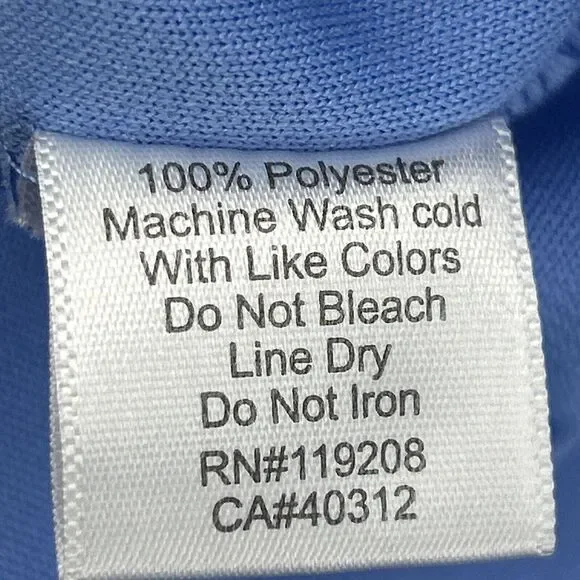 100% Polyester
Machine Wash cold
With Like Colors
Do Not Bleach
Line Dry
Do Not Iron
RN#119208
CA#40312